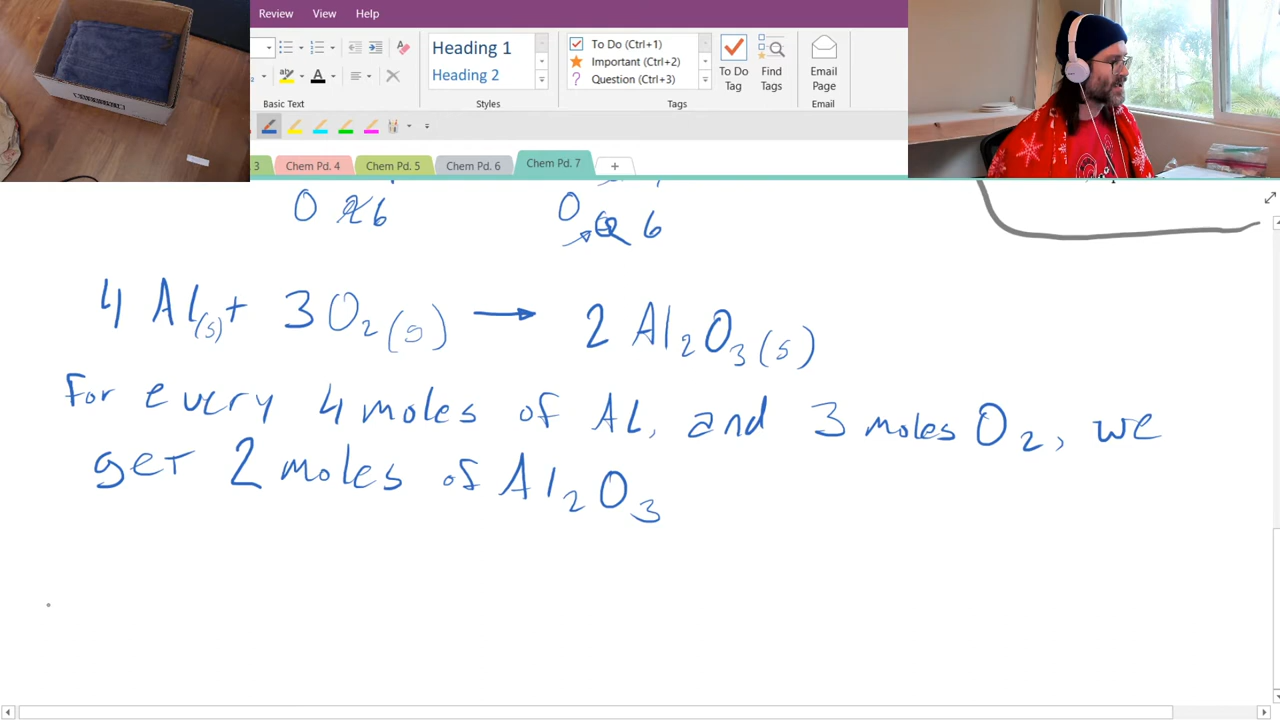 Review View Help
Heading 1
Heading 2
To Do (Ctrl+1)
Important (Ctrl+2)
Question (Ctrl+3)
To Do Tag
Find Tags
Email Page
Basic Text
Styles
Tags
Email
3 Chem Pd. 4 Chem Pd. 5 Chem Pd. 6 Chem Pd. 7 +
O 2 6 O 6
4 Al(s) + 3O2(s) → 2 Al2O3(s)
For every 4 moles of AL, and 3 moles O2, we
get 2 moles of Al2O3